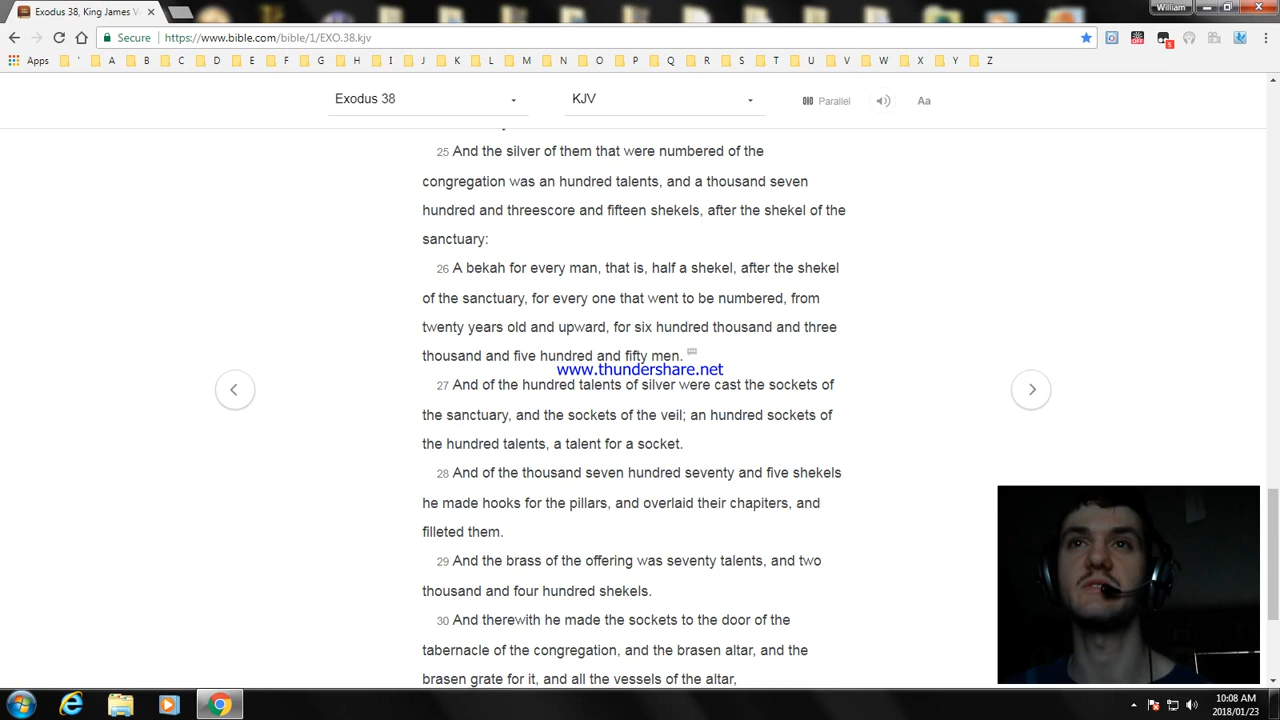 Exodus 38, King James V
William
Secure https://www.bible.com/bible/1/EXO.38.kjv
Apps ' A B C D E F G H I J K L M N O P Q R S T U V W X Y Z
Exodus 38 KJV Parallel Aa
25 And the silver of them that were numbered of the
congregation was an hundred talents, and a thousand seven
hundred and threescore and fifteen shekels, after the shekel of the
sanctuary:
26 A bekah for every man, that is, half a shekel, after the shekel
of the sanctuary, for every one that went to be numbered, from
twenty years old and upward, for six hundred thousand and three
thousand and five hundred and fifty men.
www.thundershare.net
27 And of the hundred talents of silver were cast the sockets of
the sanctuary, and the sockets of the veil; an hundred sockets of
the hundred talents, a talent for a socket.
28 And of the thousand seven hundred seventy and five shekels
he made hooks for the pillars, and overlaid their chapiters, and
filleted them.
29 And the brass of the offering was seventy talents, and two
thousand and four hundred shekels.
30 And therewith he made the sockets to the door of the
tabernacle of the congregation, and the brasen altar, and the
brasen grate for it, and all the vessels of the altar,
10:08 AM
2018/01/23